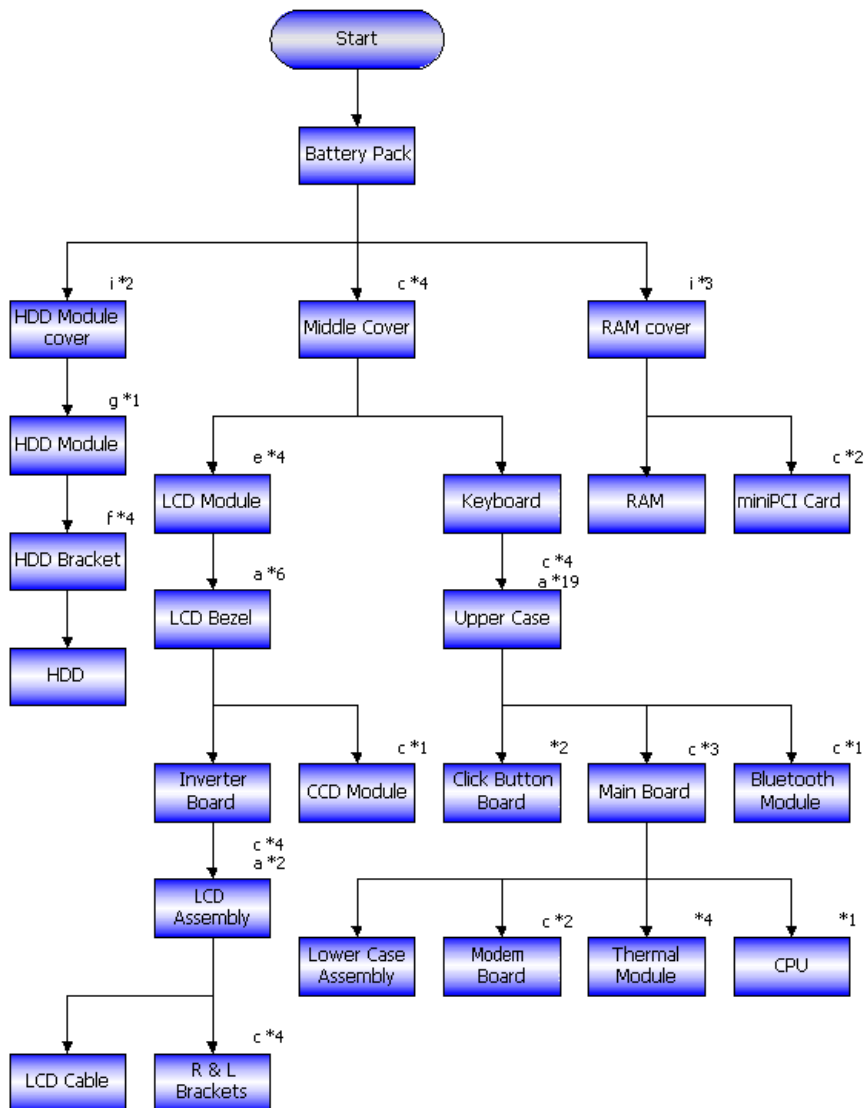 Start
Battery Pack
i *2
c *4
i *3
HDD Module
cover
Middle Cover
RAM cover
g *1
HDD Module
e *4
c *2
LCD Module
Keyboard
RAM
miniPCI Card
f *4
HDD Bracket
a *6
c *4
a *19
LCD Bezel
Upper Case
HDD
c *1
*2
c *3
c *1
Inverter
Board
CCD Module
Click Button
Board
Main Board
Bluetooth
Module
c *4
a *2
LCD
Assembly
c *2
*4
*1
Lower Case
Assembly
Modem
Board
Thermal
Module
CPU
c *4
LCD Cable
R & L
Brackets